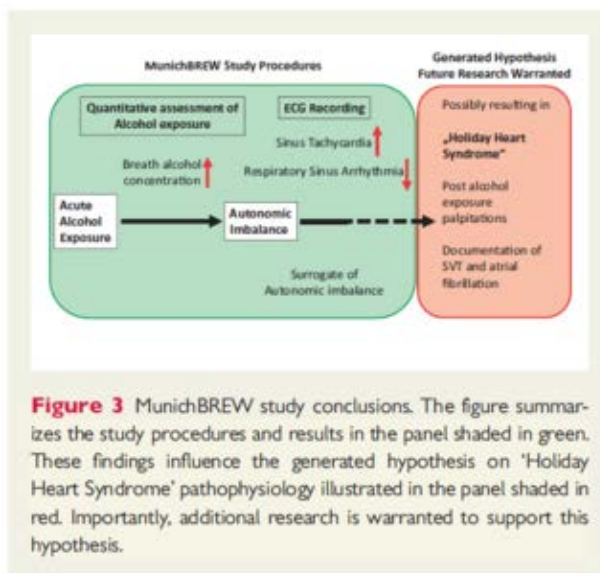 MunichBREW Study Procedures
Generated Hypothesis
Future Research Warranted
Quantitative assessment of
Alcohol exposure
ECG Recording
Sinus Tachycardia
Breath alcohol
concentration
Respiratory Sinus Arrhythmia
Acute
Alcohol
Exposure
Autonomic
Imbalance
Surrogate of
Autonomic imbalance
Possibly resulting in
„Holiday
Heart
Syndrome"
Post alcohol
exposure
palpitations
Documentation of
SVT and atrial
fibrillation
Figure 3 MunichBREW study conclusions. The figure summar-
izes the study procedures and results in the panel shaded in green.
These findings influence the generated hypothesis on 'Holiday
Heart Syndrome' pathophysiology illustrated in the panel shaded in
red. Importantly, additional research is warranted to support this
hypothesis.